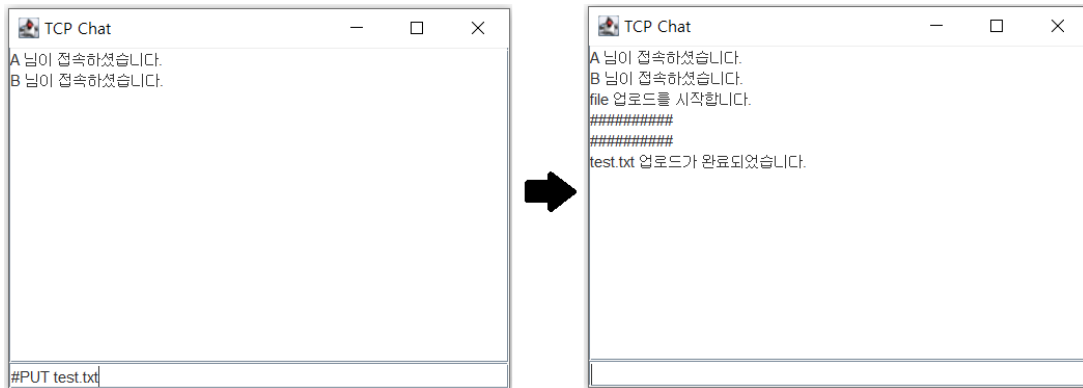 TCP Chat
A 님이 접속하셨습니다.
B 님이 접속하셨습니다.
#PUT test.txt
TCP Chat
A 님이 접속하셨습니다.
B 님이 접속하셨습니다.
file 업로드를 시작합니다.
##########
##########
test.txt 업로드가 완료되었습니다.